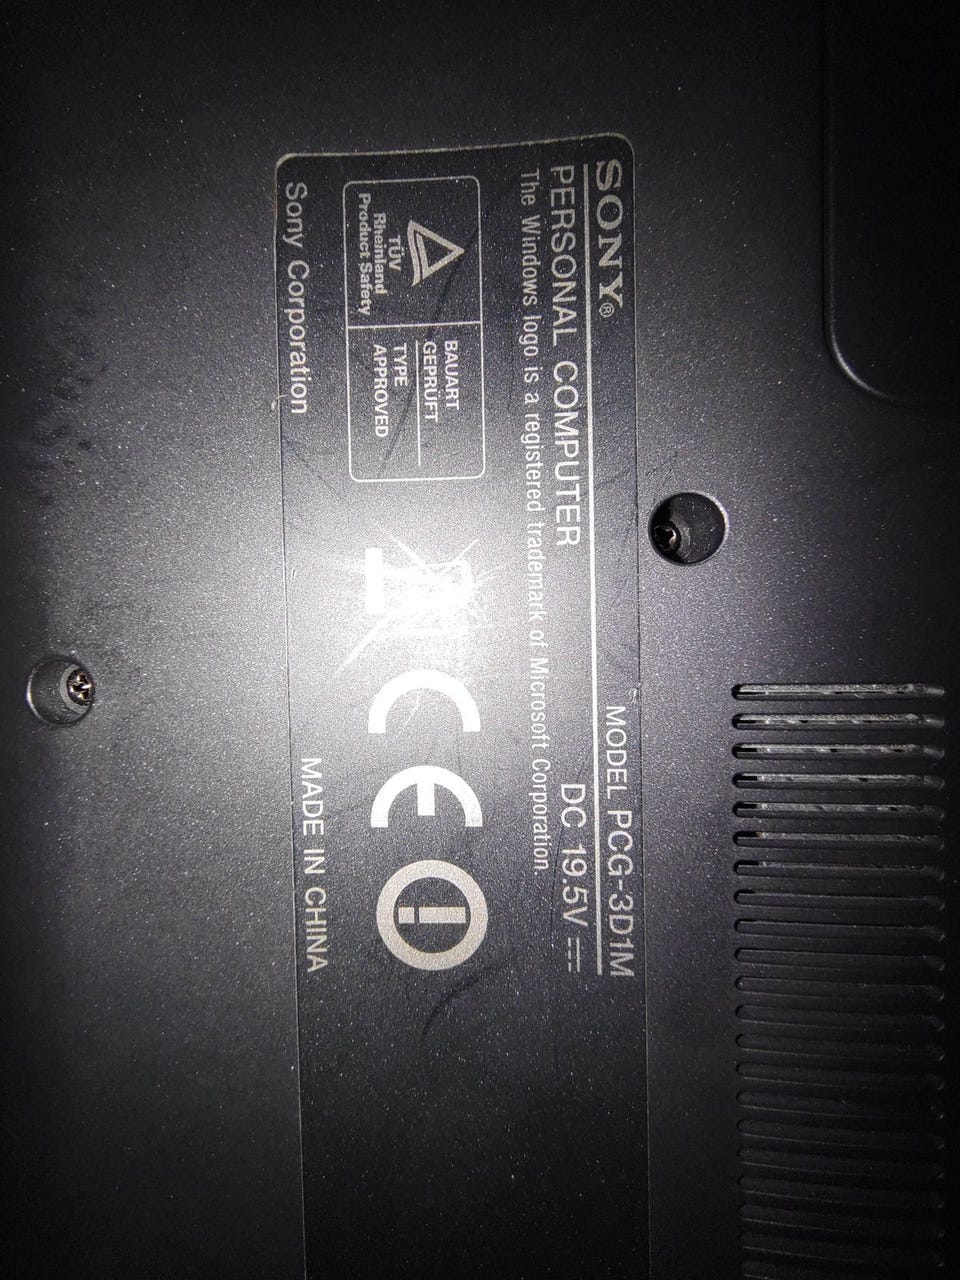 SONY®
MODEL PCG-3D1M
PERSONAL COMPUTER
DC 19.5V
The Windows logo is a registered trademark of Microsoft Corporation.
TÜV
Rheinland
Product Safety
BAUART
GEPRÜFT
TYPE
APPROVED
CE
Sony Corporation
MADE IN CHINA